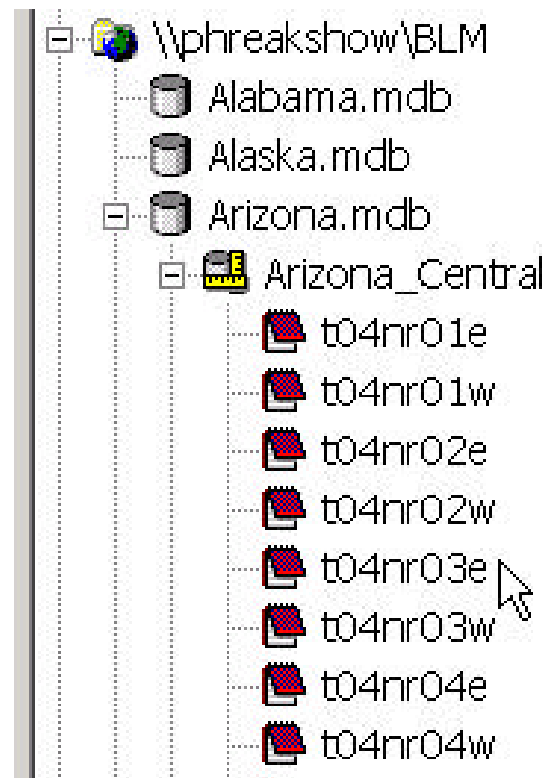 \\phreakshow\BLM
Alabama.mdb
Alaska.mdb
Arizona.mdb
Arizona_Central
t04nr01e
t04nr01w
t04nr02e
t04nr02w
t04nr03e
t04nr03w
t04nr04e
t04nr04w